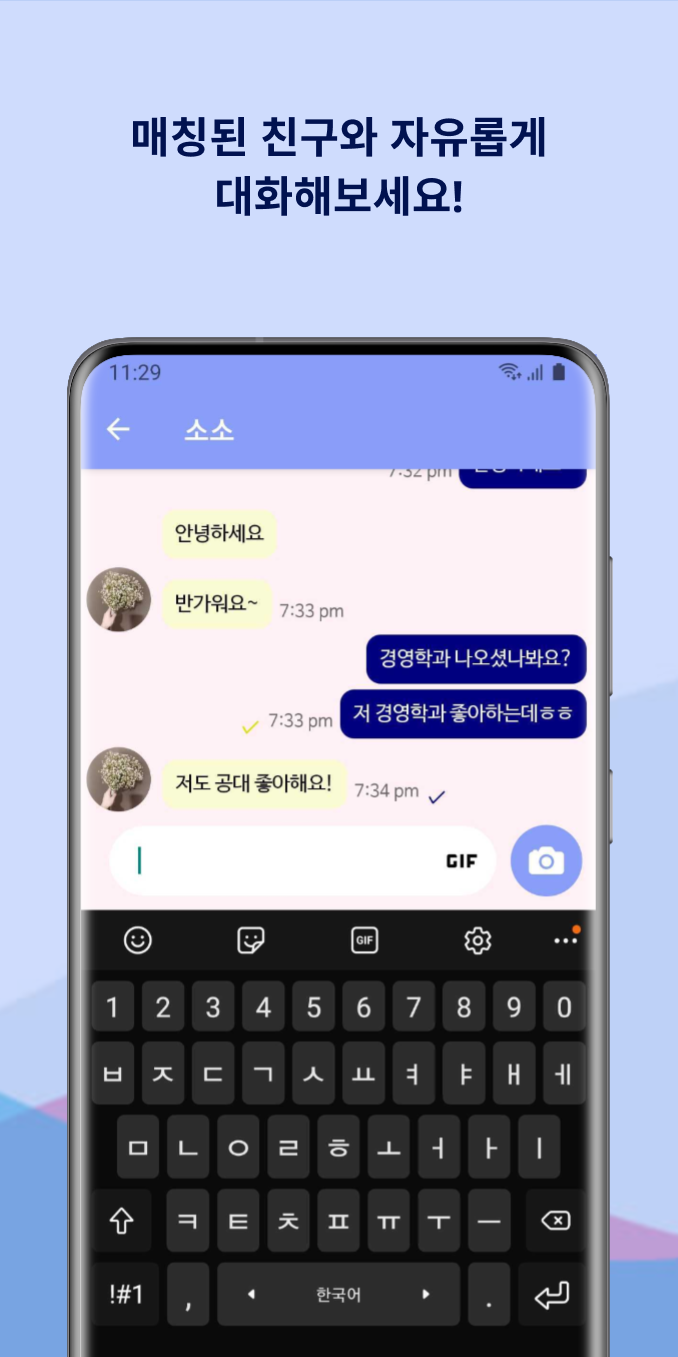 매칭된 친구와 자유롭게
대화해보세요!
11:29
소소
7:32 pm
안녕하세요
반가워요~ 7:33 pm
경영학과 나오셨나봐요?
7:33 pm 저 경영학과 좋아하는데ㅎㅎ
저도 공대 좋아해요! 7:34 pm
GIF
GIF
1 2 3 4 5 6 7 8 9 0
ㅂ ㅈ ㄷ ㄱ ㅅ ㅛ ㅕ ㅑ ㅐ ㅔ
ㅁ ㄴ ㅇ ㄹ ㅎ ㅗ ㅓ ㅏ ㅣ
ㅋ ㅌ ㅊ ㅍ ㅠ ㅜ ㅡ
!#1 , 한국어 .